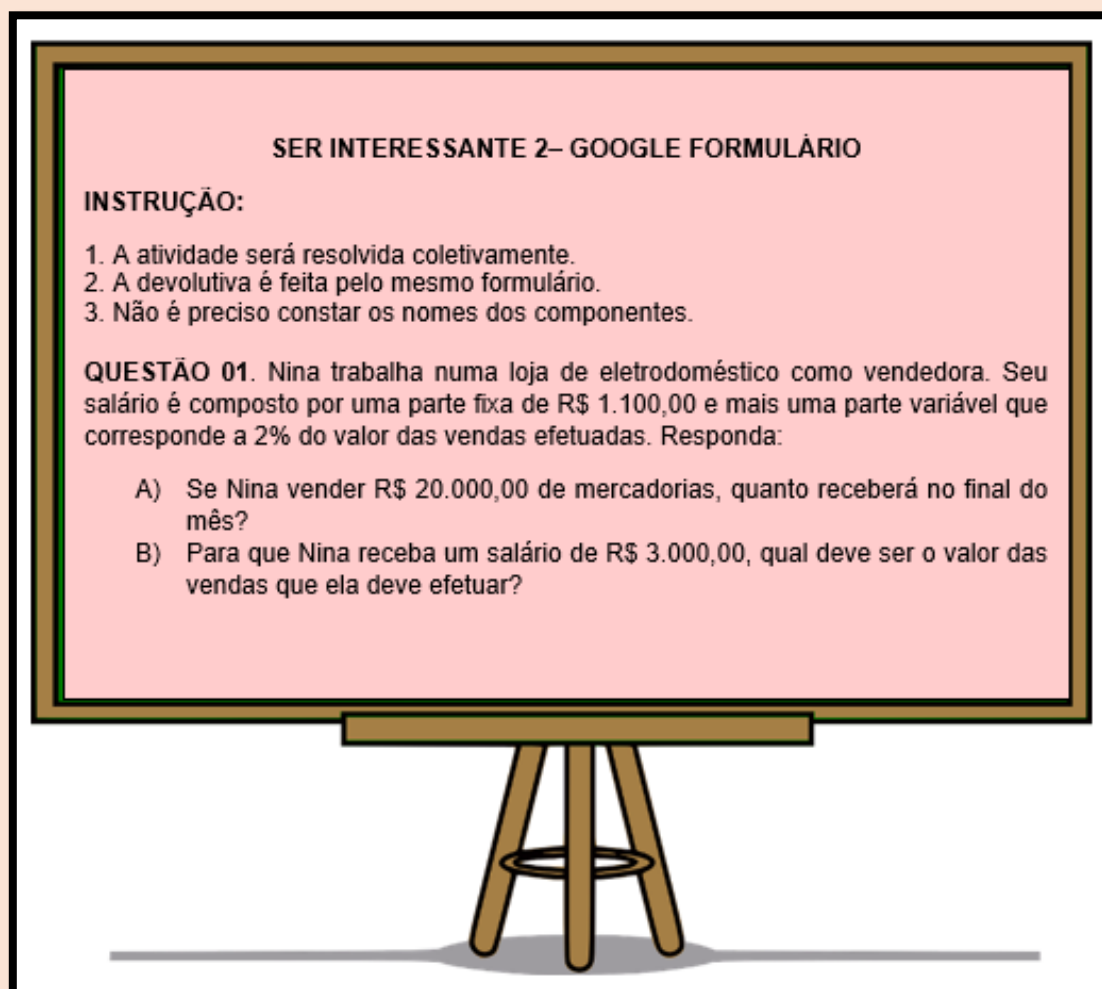 SER INTERESSANTE 2– GOOGLE FORMULÁRIO
INSTRUÇÃO:
1. A atividade será resolvida coletivamente.
2. A devolutiva é feita pelo mesmo formulário.
3. Não é preciso constar os nomes dos componentes.
QUESTÃO 01. Nina trabalha numa loja de eletrodoméstico como vendedora. Seu
salário é composto por uma parte fixa de R$ 1.100,00 e mais uma parte variável que
corresponde a 2% do valor das vendas efetuadas. Responda:
A) Se Nina vender R$ 20.000,00 de mercadorias, quanto receberá no final do
mês?
B) Para que Nina receba um salário de R$ 3.000,00, qual deve ser o valor das
vendas que ela deve efetuar?